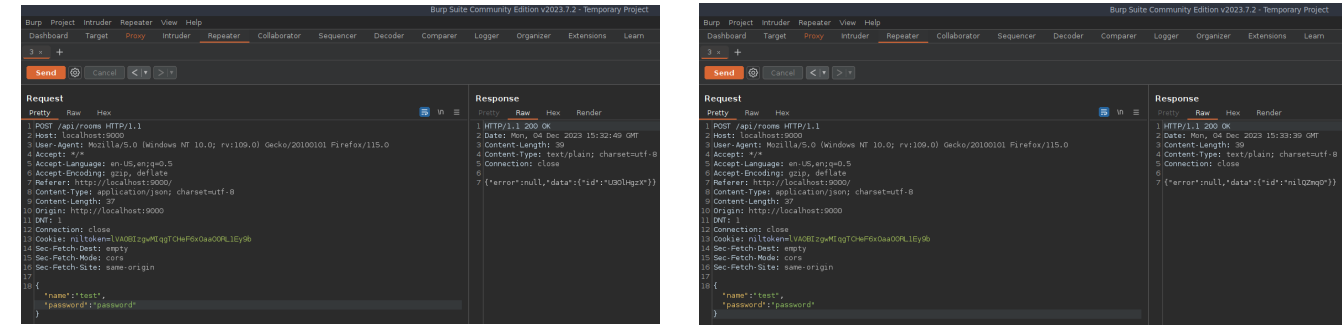 Burp Suite Community Edition v2023.7.2 - Temporary Project
Burp Project Intruder Repeater View Help
Dashboard Target Proxy Intruder Repeater Collaborator Sequencer Decoder Comparer Logger Organizer Extensions Learn
3 × +
Send Cancel < >
Request
Pretty Raw Hex \n
1 POST /api/rooms HTTP/1.1
2 Host: localhost:9000
3 User-Agent: Mozilla/5.0 (Windows NT 10.0; rv:109.0) Gecko/20100101 Firefox/115.0
4 Accept: */*
5 Accept-Language: en-US,en;q=0.5
6 Accept-Encoding: gzip, deflate
7 Referer: http://localhost:9000/
8 Content-Type: application/json; charset=utf-8
9 Content-Length: 37
10 Origin: http://localhost:9000
11 DNT: 1
12 Connection: close
13 Cookie: niltoken=lVAOBIzgwMIqgTCHeF6xOaaOORL1Ey9b
14 Sec-Fetch-Dest: empty
15 Sec-Fetch-Mode: cors
16 Sec-Fetch-Site: same-origin
17
18 {
"name":"test",
"password":"password"
}
Response
Pretty Raw Hex Render
1 HTTP/1.1 200 OK
2 Date: Mon, 04 Dec 2023 15:32:49 GMT
3 Content-Length: 39
4 Content-Type: text/plain; charset=utf-8
5 Connection: close
6
7 {"error":null,"data":{"id":"U3OlHgzX"}}
Burp Suite Community Edition v2023.7.2 - Temporary Project
Burp Project Intruder Repeater View Help
Dashboard Target Proxy Intruder Repeater Collaborator Sequencer Decoder Comparer Logger Organizer Extensions Learn
3 × +
Send Cancel < >
Request
Pretty Raw Hex \n
1 POST /api/rooms HTTP/1.1
2 Host: localhost:9000
3 User-Agent: Mozilla/5.0 (Windows NT 10.0; rv:109.0) Gecko/20100101 Firefox/115.0
4 Accept: */*
5 Accept-Language: en-US,en;q=0.5
6 Accept-Encoding: gzip, deflate
7 Referer: http://localhost:9000/
8 Content-Type: application/json; charset=utf-8
9 Content-Length: 37
10 Origin: http://localhost:9000
11 DNT: 1
12 Connection: close
13 Cookie: niltoken=lVAOBIzgwMIqgTCHeF6xOaaOORL1Ey9b
14 Sec-Fetch-Dest: empty
15 Sec-Fetch-Mode: cors
16 Sec-Fetch-Site: same-origin
17
18 {
"name":"test",
"password":"password"
}
Response
Pretty Raw Hex Render
1 HTTP/1.1 200 OK
2 Date: Mon, 04 Dec 2023 15:33:39 GMT
3 Content-Length: 39
4 Content-Type: text/plain; charset=utf-8
5 Connection: close
6
7 {"error":null,"data":{"id":"nilQZmqO"}}